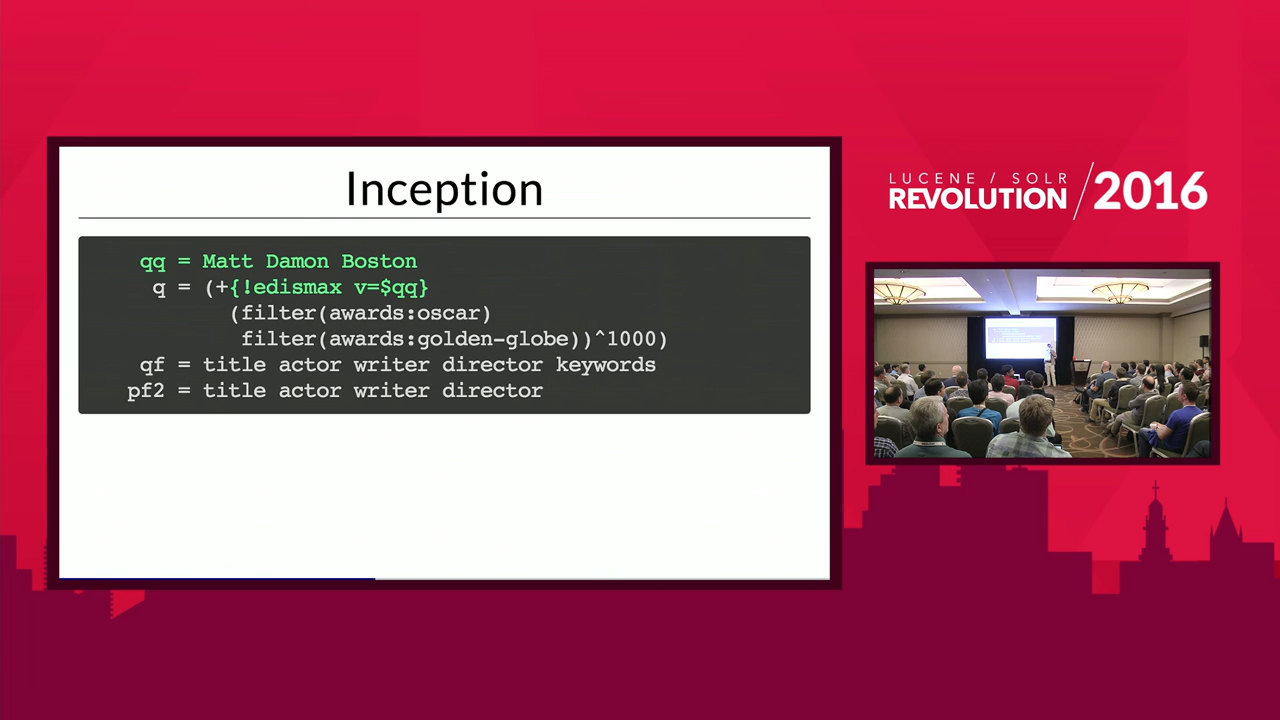 Inception
qq = Matt Damon Boston
q = (+{!edismax v=$qq}
(filter(awards:oscar)
filter(awards:golden-globe))^1000)
qf = title actor writer director keywords
pf2 = title actor writer director
LUCENE / SOLR
REVOLUTION/2016